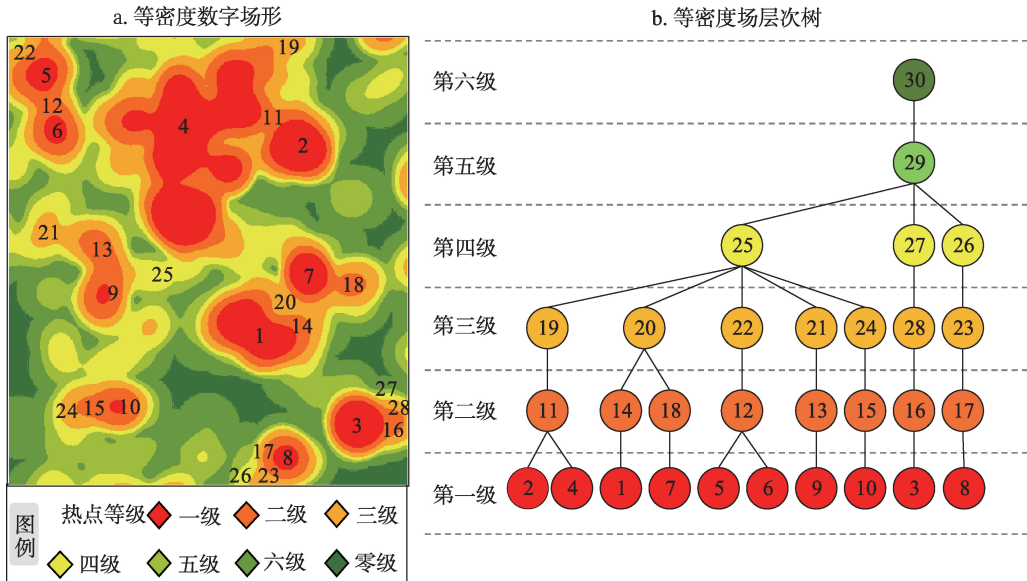 a. 等密度数字场形
22
19
5
12
11
6
4
2
21
13
25
7
18
9
20
14
1
27
24
15
10
28
3
16
17
8
26
23
图例
热点等级
一级
二级
三级
四级
五级
六级
零级
b. 等密度场层次树
第六级
30
第五级
29
第四级
25 27 26
第三级
19 20 22 21 24 28 23
第二级
11 14 18 12 13 15 16 17
第一级
2 4 1 7 5 6 9 10 3 8